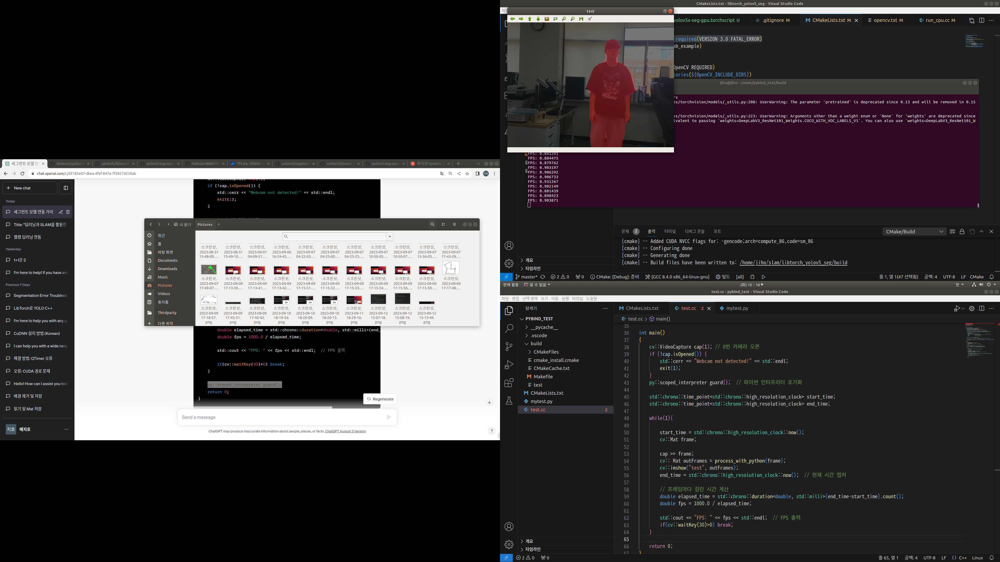 CMakeLists.txt - libtorch_yolov5_seg - Visual Studio Code
test
yolov5x-seg-gpu.torchscript U
.gitignore M
CMakeLists.txt M
opencv.txt M
run_cpu.cc M
_required(VERSION 3.0 FATAL_ERROR)
ab_example)
OpenCV REQUIRED)
tories(${OpenCV_INCLUDE_DIRS})
jiho@jiho: ~/slam/pybind_test/build
rs
es/torchvision/models/_utils.py:208: UserWarning: The parameter 'pretrained' is deprecated since 0.13 and will be removed in 0.15
es/torchvision/models/_utils.py:223: UserWarning: Arguments other than a weight enum or `None` for 'weights' are deprecated since
ivalent to passing `weights=DeepLabV3_ResNet101_Weights.COCO_WITH_VOC_LABELS_V1`. You can also use `weights=DeepLabV3_ResNet101_W
Holiday
FPS: 0.891291
FPS: 0.884475
FPS: 0.879762
FPS: 0.903197
FPS: 0.906292
FPS: 0.906733
FPS: 0.931267
FPS: 0.902149
FPS: 0.881439
FPS: 0.898423
FPS: 0.903871
문제 2 출력 터미널 디버그 콘솔 포트
CMake/Build
[cmake] -- Added CUDA NVCC flags for: -gencode;arch=compute_86,code=sm_86
[cmake] -- Configuring done
[cmake] -- Generating done
[cmake] -- Build files have been written to: /home/jiho/slam/libtorch_yolov5_seg/build
개요
타임라인
master* 2 0 0 CMake: [Debug]: 준비 [GCC 8.4.0 x86_64-linux-gnu] 빌드 [all]
줄 1, 열 1(47 선택됨) 공백: 4 UTF-8 LF CMake
현재 활동 알 수 없음 (화) 15 : 16 한
test.cc - pybind_test - Visual Studio Code
파일 편집 선택 영역 보기 이동 실행 터미널 도움말
탐색기
CMakeLists.txt
test.cc 2
mytest.py
PYBIND_TEST
test.cc > main()
__pycache__
.vscode
build
CMakeFiles
cmake_install.cmake
CMakeCache.txt
Makefile
test
CMakeLists.txt
mytest.py
test.cc 2
개요
타임라인
35
36 int main()
37 {
38 cv::VideoCapture cap(1); // 0번 카메라 오픈
39 if (!cap.isOpened()) {
40 std::cerr << "Webcam not detected!" << std::endl;
41 exit(1);
42 }
43 py::scoped_interpreter guard{}; // 파이썬 인터프리터 초기화
44
45 std::chrono::time_point<std::chrono::high_resolution_clock> start_time;
46 std::chrono::time_point<std::chrono::high_resolution_clock> end_time;
47
48 while(1){
49
50 start_time = std::chrono::high_resolution_clock::now();
51 cv::Mat frame;
52
53 cap >> frame;
54 cv:: Mat outFrames = process_with_python(frame);
55 cv::imshow("test", outFrames);
56 end_time = std::chrono::high_resolution_clock::now(); // 현재 시간 캡처
57
58 // 프레임마다 걸린 시간 계산
59 double elapsed_time = std::chrono::duration<double, std::milli>(end_time-start_time).count();
60 double fps = 1000.0 / elapsed_time;
61
62 std::cout << "FPS: " << fps << std::endl; // FPS 출력
63 if(cv::waitKey(30)>0) break;
64 }
65
66 return 0;
67 }
2 0 0
줄 65, 열 1 공백: 4 UTF-8 LF {} C++ Linux
세그먼트 모델 연
doleron/yolov5
yasenh/libtorch
yolov5-seg-ope
Nebula4869/YO
TFLite, ONNX,
yolov5/segmen
xmba15/onnx_
yolov5-seg-ope
파이썬 opencv
chat.openai.com/c/d3182e07-dbea-4fef-847a-7f2827d230ab
New chat
Today
세그먼트 모델 연동 가이
Title: "딥러닝과 SLAM을 활용한
웹캠 딥러닝 연동
Yesterday
1+1은 2
I'm here to help! If you have any
Previous 7 Days
Segmentation Error Troublesh
LibTorch로 YOLO C++
I'm here to help you with any q
CuDNN 설치 방법 (Korean)
I can help you with a wide rang
해결 방법: QTimer 오류
오류: CUDA 경로 문제
Hello! How can I assist you tod
배경 제거 및 저장
읽기 및 Mat 저장
지호 배지호
if (!cap.isOpened()) {
std::cerr << "Webcam not detected!" << std::endl;
exit(1);
}
내 폴더 Pictures
최근
홈
바탕 화면
Documents
Downloads
Music
Pictures
Videos
휴지통
Thirdparty
다른 위치
스크린샷, 스크린샷, 스크린샷, 스크린샷, 스크린샷, 스크린샷, 스크린샷, 스크린샷, 스크린샷, 스크린샷, 스크린샷,
2023-08-31 2023-08-31 2023-09-01 2023-09-06 2023-09-07 2023-09-07 2023-09-07 2023-09-07 2023-09-07 2023-09-07 2023-09-07
15-48-09.… 15-49-10.… 04-09-51.… 16-24-45.… 04-22-03.… 04-25-00.… 04-25-23.… 10-50-05.… 10-50-07.… 15-36-03.… 17-43-29.…
스크린샷, 스크린샷, 스크린샷, 스크린샷, 스크린샷, 스크린샷, 스크린샷, 스크린샷, 스크린샷, 스크린샷, 스크린샷,
2023-09-07 2023-09-09 2023-09-09 2023-09-09 2023-09-09 2023-09-09 2023-09-09 2023-09-09 2023-09-09 2023-09-09 2023-09-09
17-49-07.… 17-13-39.… 17-13-41.… 17-13-42.… 17-15-51.… 17-15-52.… 17-15-53.… 17-15-54.… 17-15-56.… 17-15-59.… 17-17-48.…
스크린샷, 스크린샷, 스크린샷, 스크린샷, 스크린샷, 스크린샷, 스크린샷, 스크린샷, 스크린샷, 스크린샷,
2023-09-09 2023-09-09 2023-09-09 2023-09-10 2023-09-10 2023-09-10 2023-09-11 2023-09-12 2023-09-12 2023-09-12
17-18-57. 17-45-31. 17-45-42. 18-19-56. 18-20-09. 18-20-13. 18-29-16. 15-07-18. 15-08-19. 15-15-49.
png png png png png png png png png png
double elapsed_time = std::chrono::duration<double, std::milli>(end_
double fps = 1000.0 / elapsed_time;
std::cout << "FPS: " << fps << std::endl; // FPS 출력
if(cv::waitKey(30)>0) break;
}
py::scoped_interpreter guard{};
return 0;
}
Regenerate
Send a message
ChatGPT may produce inaccurate information about people, places, or facts. ChatGPT August 3 Version
?